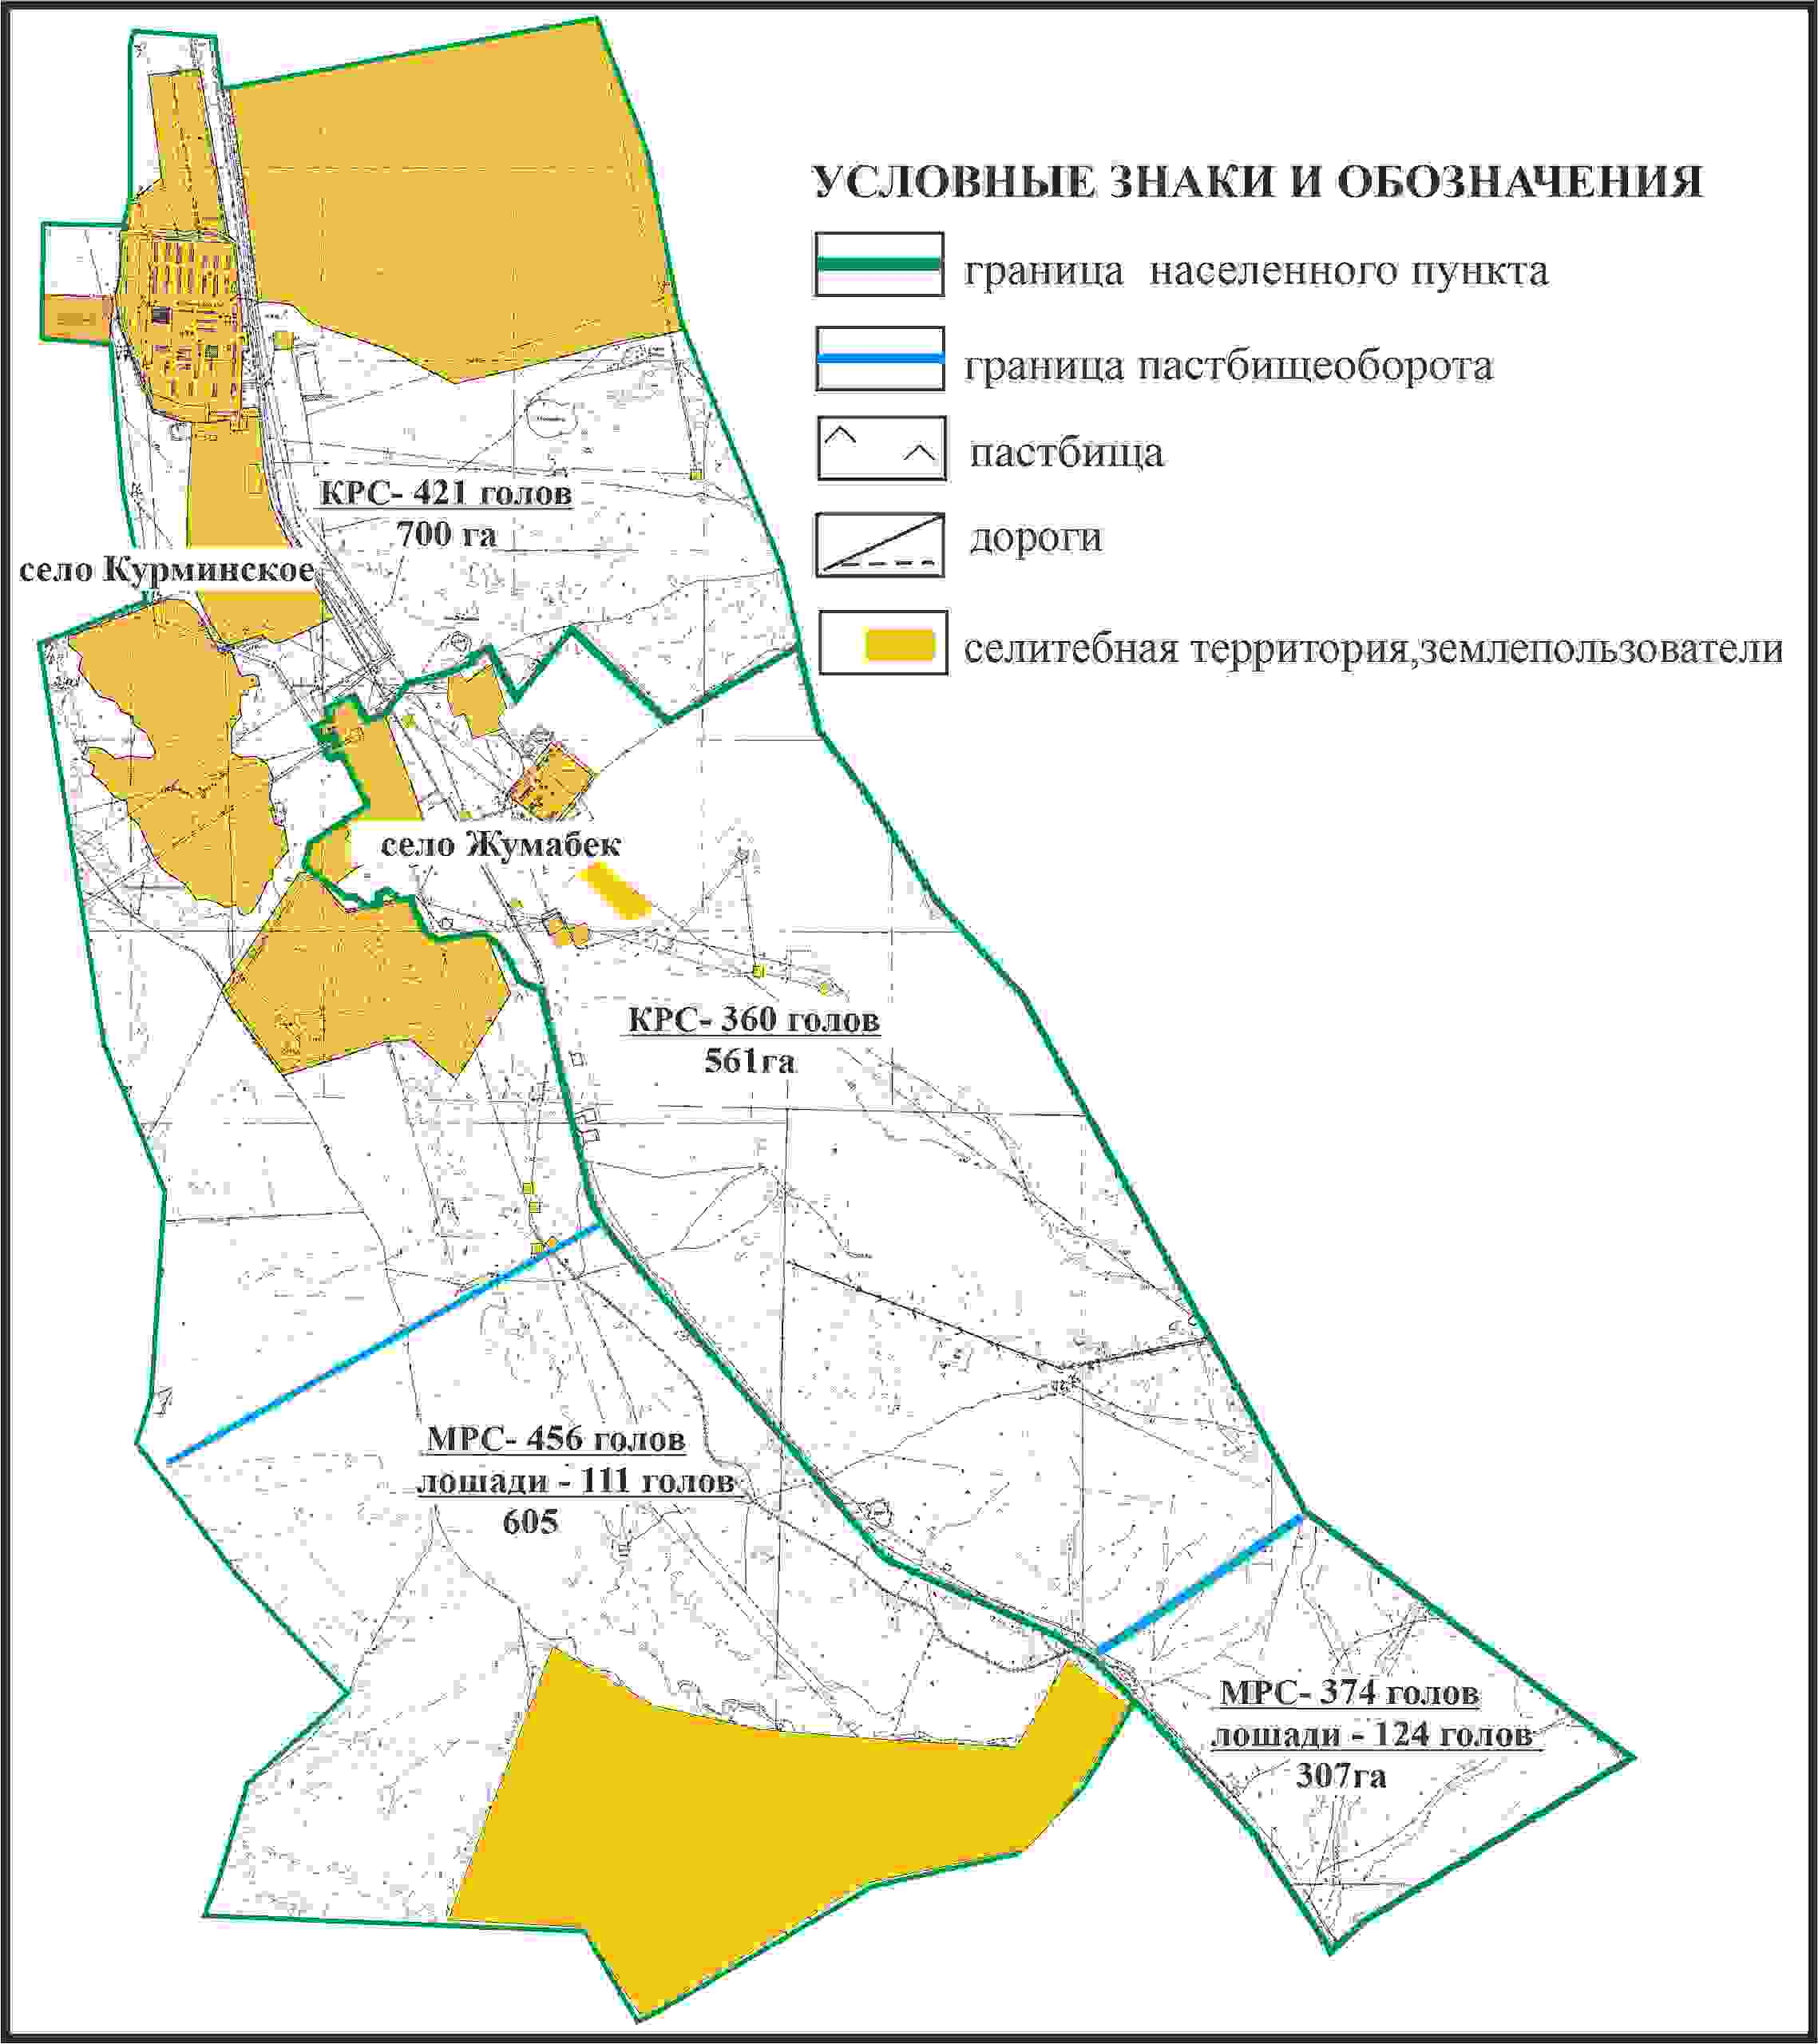 УСЛОВНЫЕ ЗНАКИ И ОБОЗНАЧЕНИЯ
граница населенного пункта
граница пастбищеоборота
пастбища
дороги
селитебная территория,землепользователи
КРС- 421 голов
700 га
село Курминское
село Жумабек
КРС- 360 голов
561га
МРС- 456 голов
лошади - 111 голов
605
МРС- 374 голов
лошади - 124 голов
307га